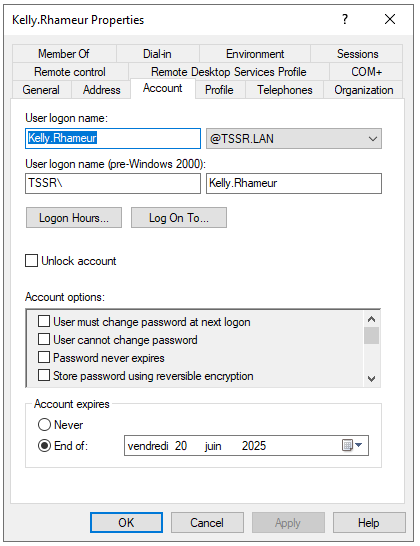 Kelly.Rhameur Properties ? ×
Member Of Dial-in Environment Sessions
Remote control Remote Desktop Services Profile COM+
General Address Account Profile Telephones Organization
User logon name:
Kelly.Rhameur @TSSR.LAN
User logon name (pre-Windows 2000):
TSSR\ Kelly.Rhameur
Logon Hours... Log On To...
Unlock account
Account options:
User must change password at next logon
User cannot change password
Password never expires
Store password using reversible encryption
Account expires
Never
End of: vendredi 20 juin 2025
OK Cancel Apply Help